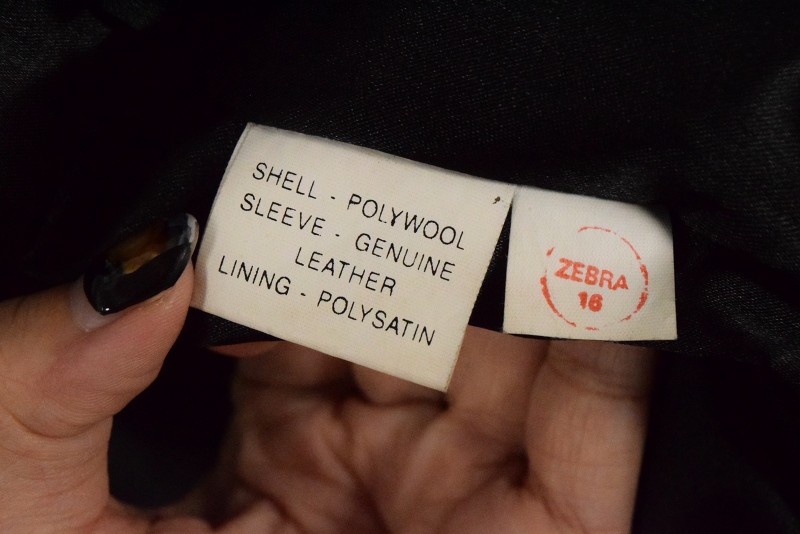 SHELL - POLYWOOL
SLEEVE - GENUINE
LEATHER
LINING - POLYSATIN
ZEBRA
16